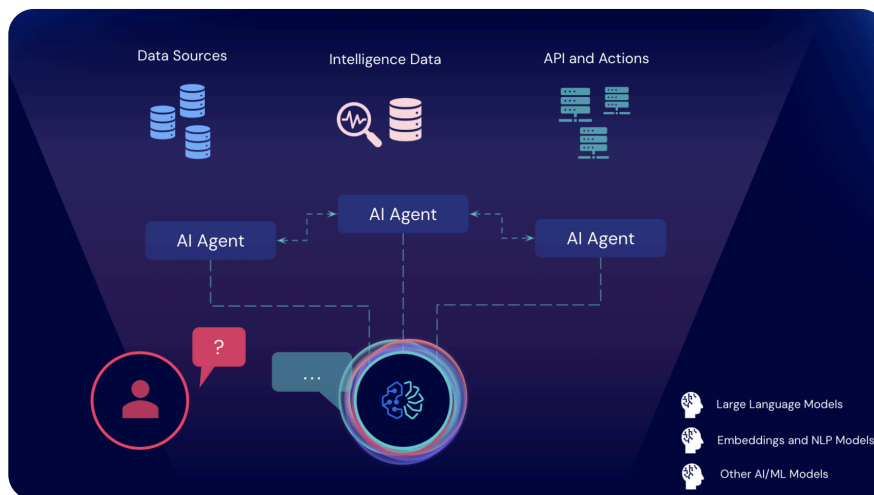 Data Sources
Intelligence Data
API and Actions
AI Agent
AI Agent
AI Agent
?
...
Large Language Models
Embeddings and NLP Models
Other AI/ML Models